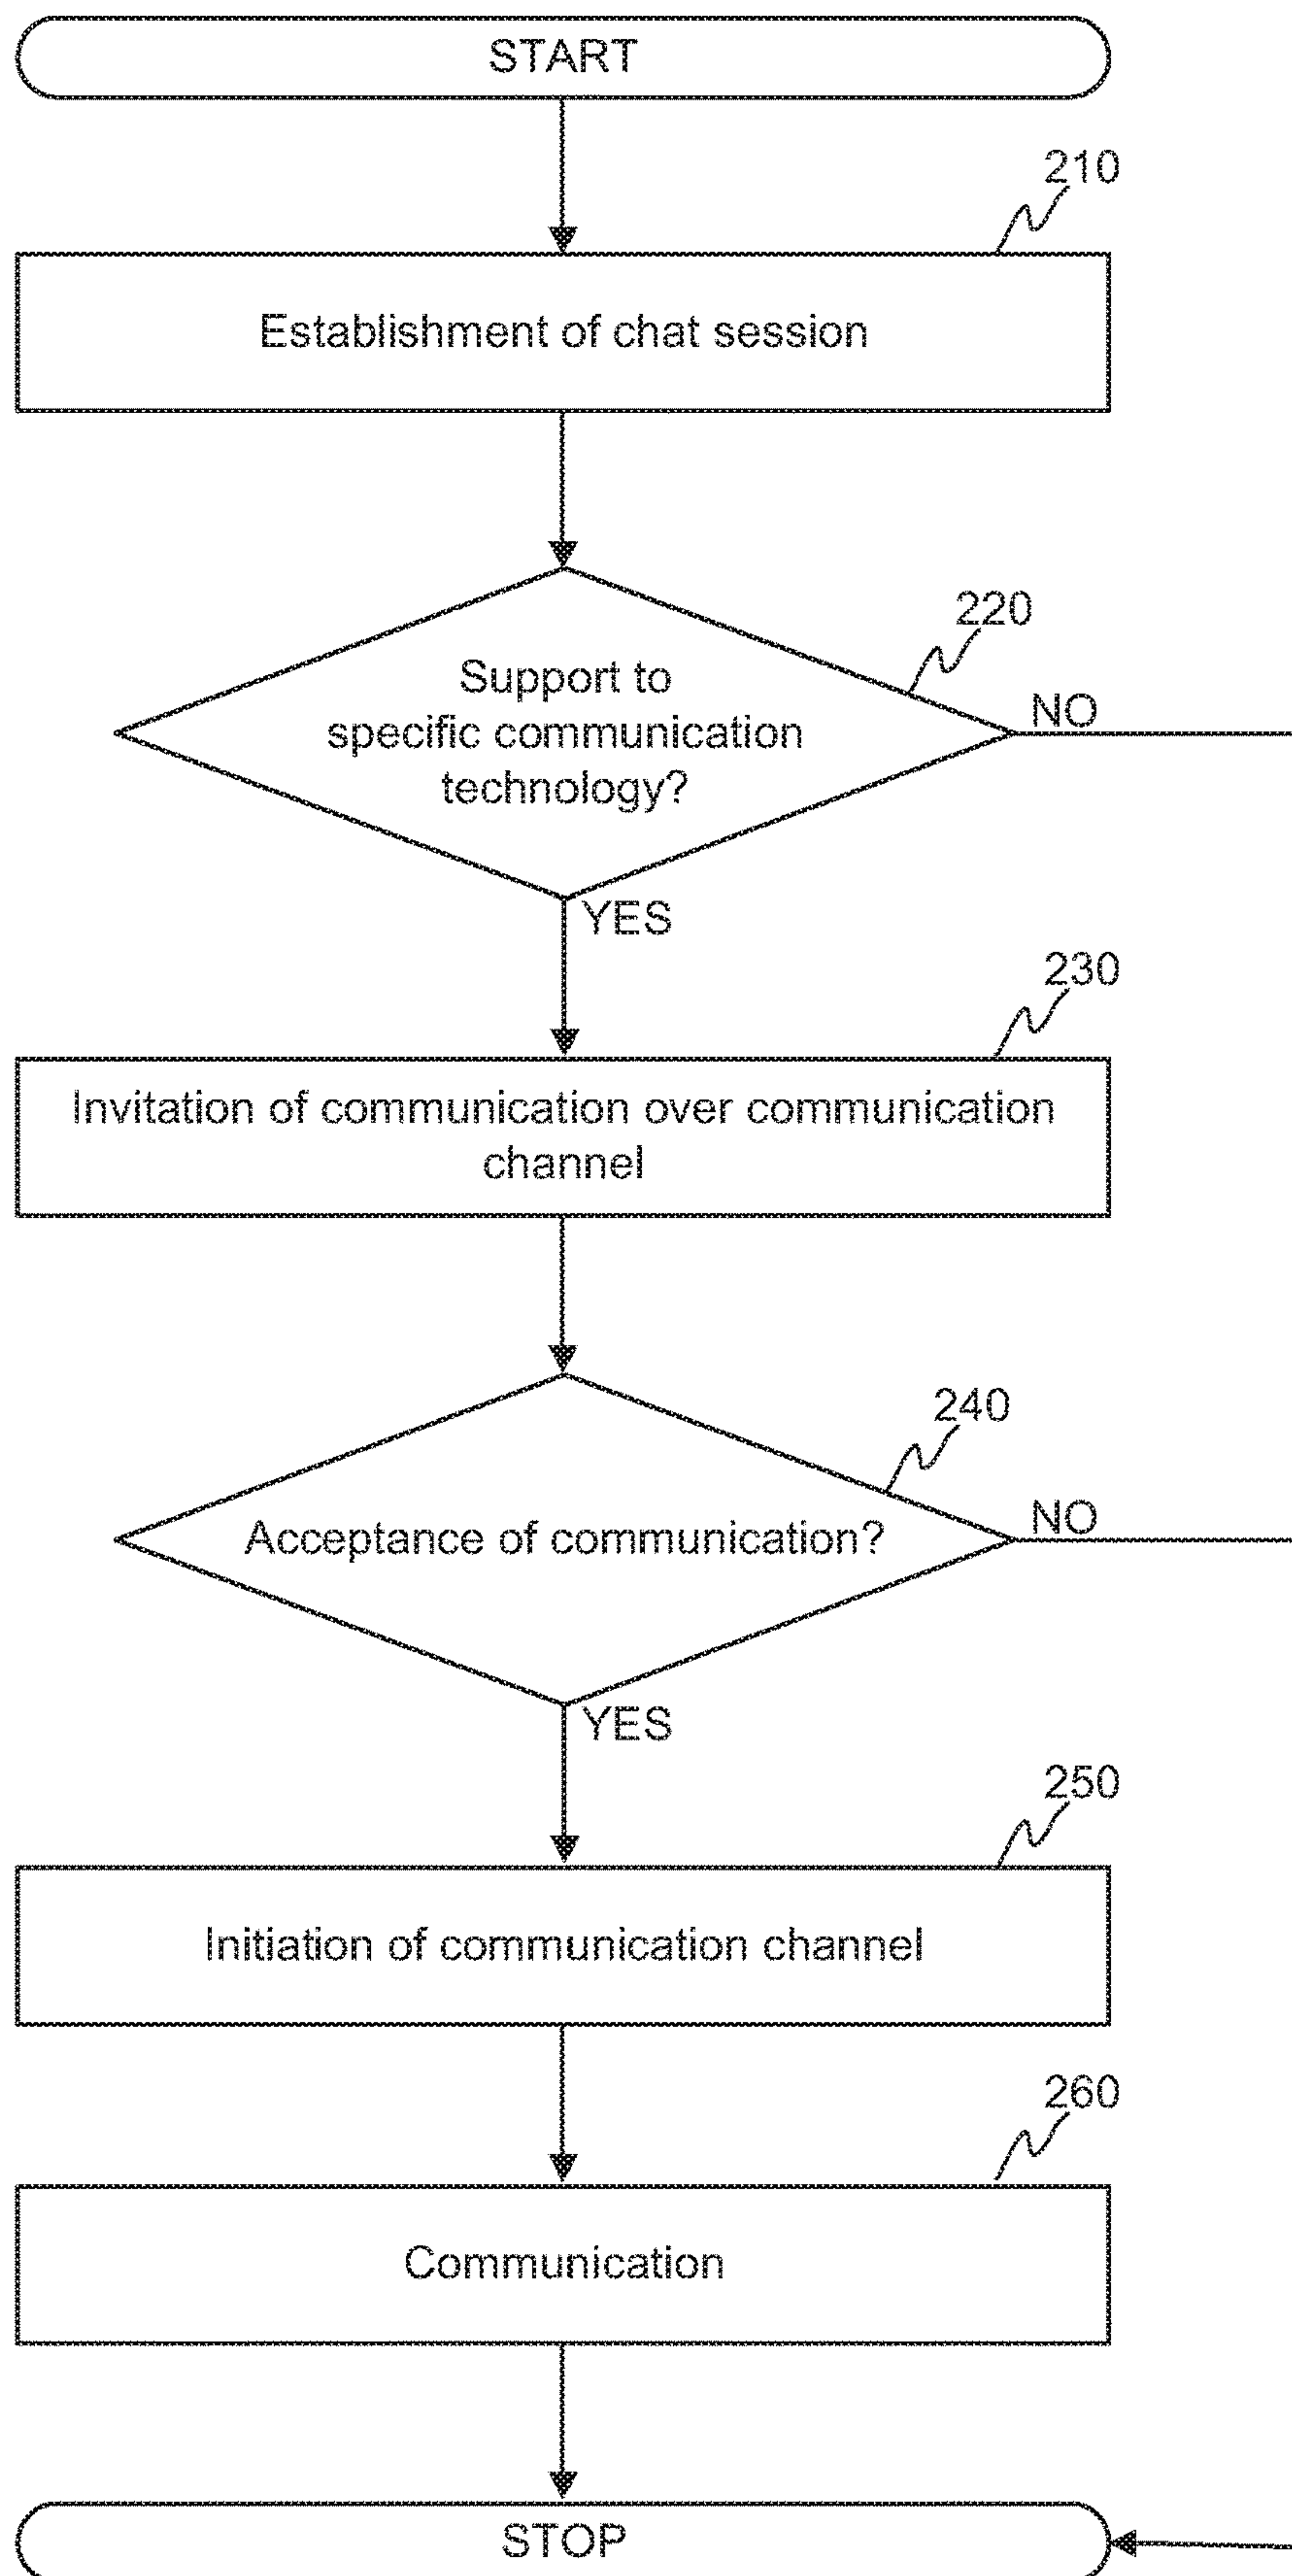 START
210
Establishment of chat session
220
Support to
specific communication
technology?
NO
YES
230
Invitation of communication over communication
channel
240
Acceptance of communication?
NO
YES
250
Initiation of communication channel
260
Communication
STOP